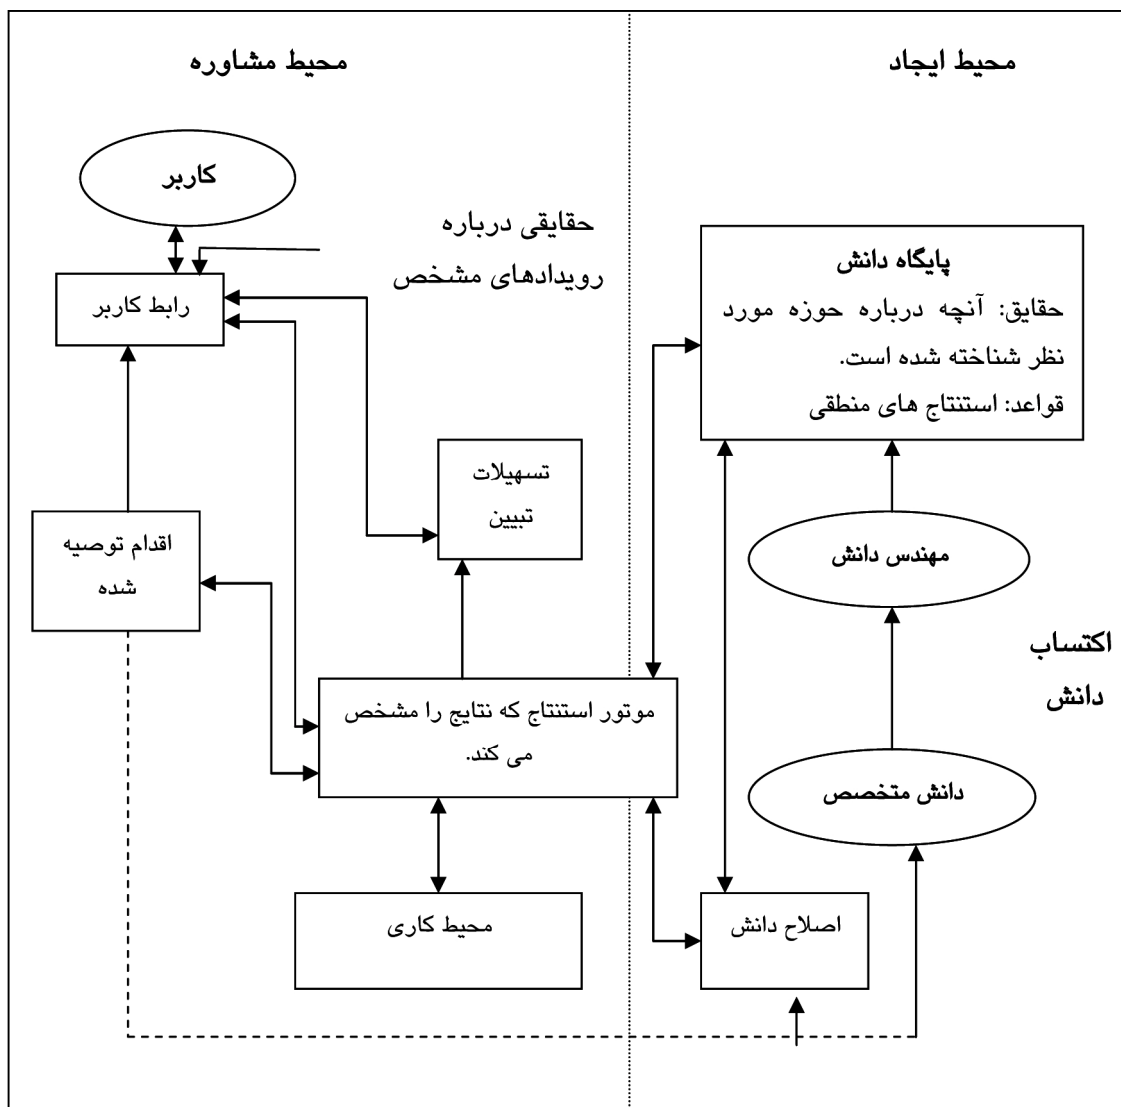 محیط ایجاد
محیط مشاوره
کاربر
حقایقی درباره
رویدادهای مشخص
رابط کاربر
پایگاه دانش
حقایق: آنچه درباره حوزه مورد
نظر شناخته شده است.
قواعد: استنتاج های منطقی
تسهیلات
تبیین
اقدام توصیه
شده
مهندس دانش
اکتساب
دانش
موتور استنتاج که نتایج را مشخص
می کند.
دانش متخصص
محیط کاری
اصلاح دانش